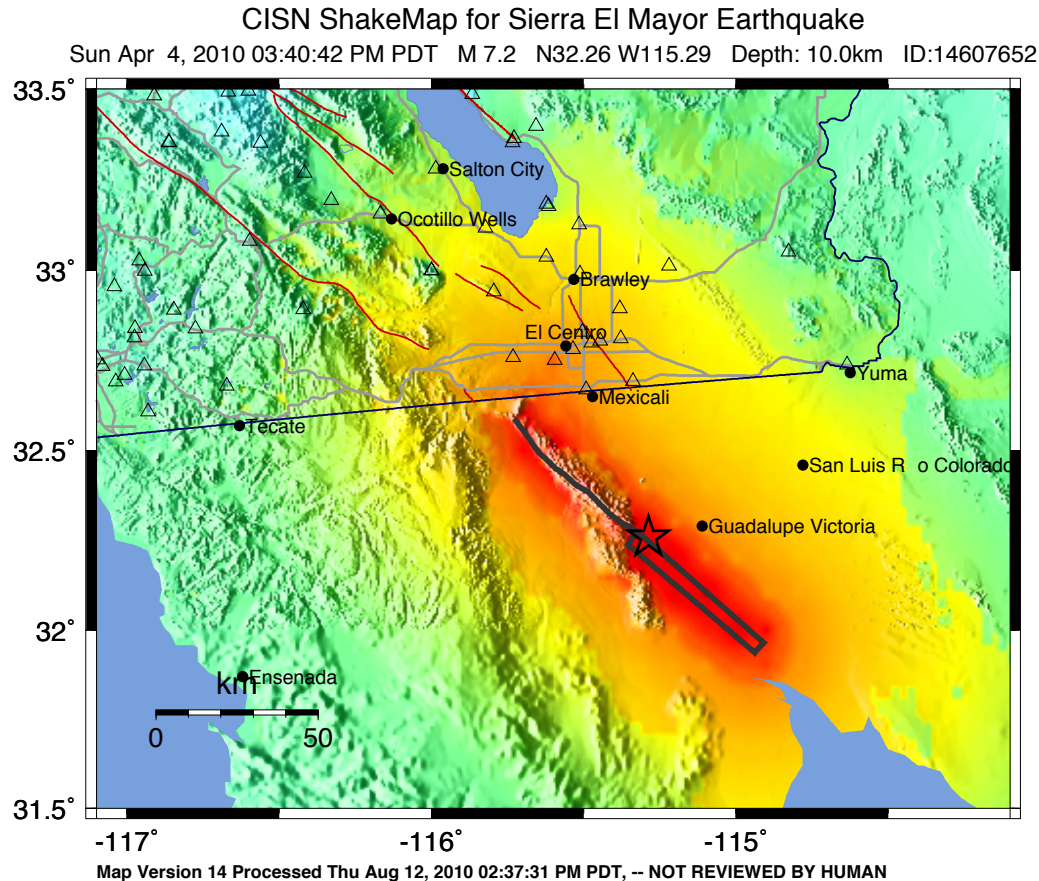 CISN ShakeMap for Sierra El Mayor Earthquake
Sun Apr 4, 2010 03:40:42 PM PDT M 7.2 N32.26 W115.29 Depth: 10.0km ID:14607652
33.5˚
Salton City
Ocotillo Wells
33˚
Brawley
El Centro
Yuma
Mexicali
Tecate
32.5˚
San Luis R o Colorado
Guadalupe Victoria
32˚
Ensenada
km
0 50
31.5˚
-117˚ -116˚ -115˚
Map Version 14 Processed Thu Aug 12, 2010 02:37:31 PM PDT, -- NOT REVIEWED BY HUMAN